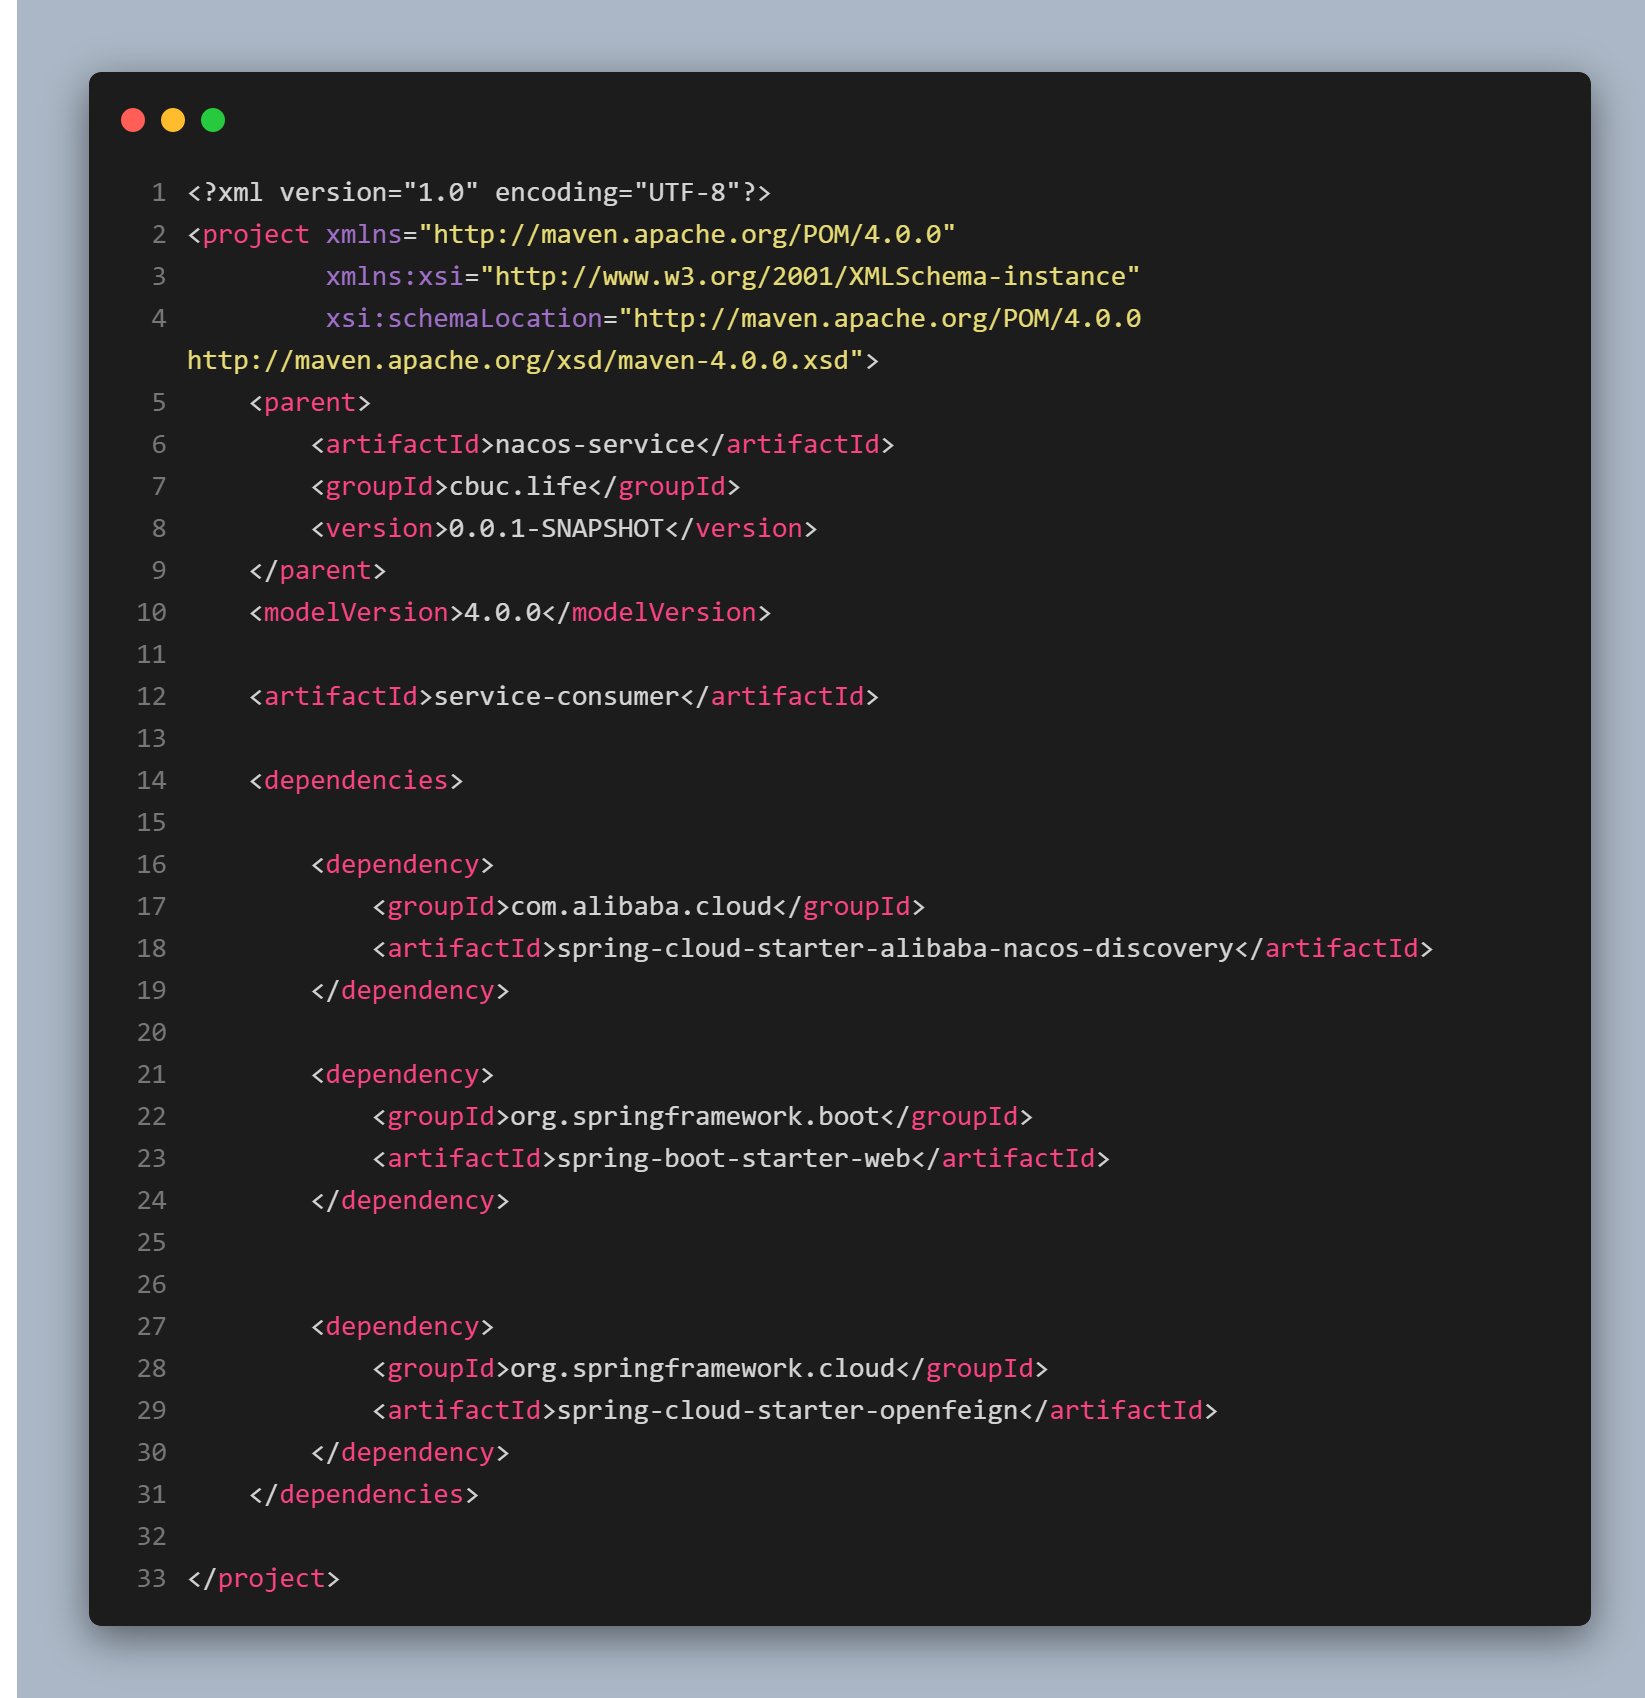 1 <?xml version="1.0" encoding="UTF-8"?>
2 <project xmlns="http://maven.apache.org/POM/4.0.0"
3          xmlns:xsi="http://www.w3.org/2001/XMLSchema-instance"
4          xsi:schemaLocation="http://maven.apache.org/POM/4.0.0
http://maven.apache.org/xsd/maven-4.0.0.xsd">
5     <parent>
6         <artifactId>nacos-service</artifactId>
7         <groupId>cbuc.life</groupId>
8         <version>0.0.1-SNAPSHOT</version>
9     </parent>
10     <modelVersion>4.0.0</modelVersion>
11
12     <artifactId>service-consumer</artifactId>
13
14     <dependencies>
15
16         <dependency>
17             <groupId>com.alibaba.cloud</groupId>
18             <artifactId>spring-cloud-starter-alibaba-nacos-discovery</artifactId>
19         </dependency>
20
21         <dependency>
22             <groupId>org.springframework.boot</groupId>
23             <artifactId>spring-boot-starter-web</artifactId>
24         </dependency>
25
26
27         <dependency>
28             <groupId>org.springframework.cloud</groupId>
29             <artifactId>spring-cloud-starter-openfeign</artifactId>
30         </dependency>
31     </dependencies>
32
33 </project>